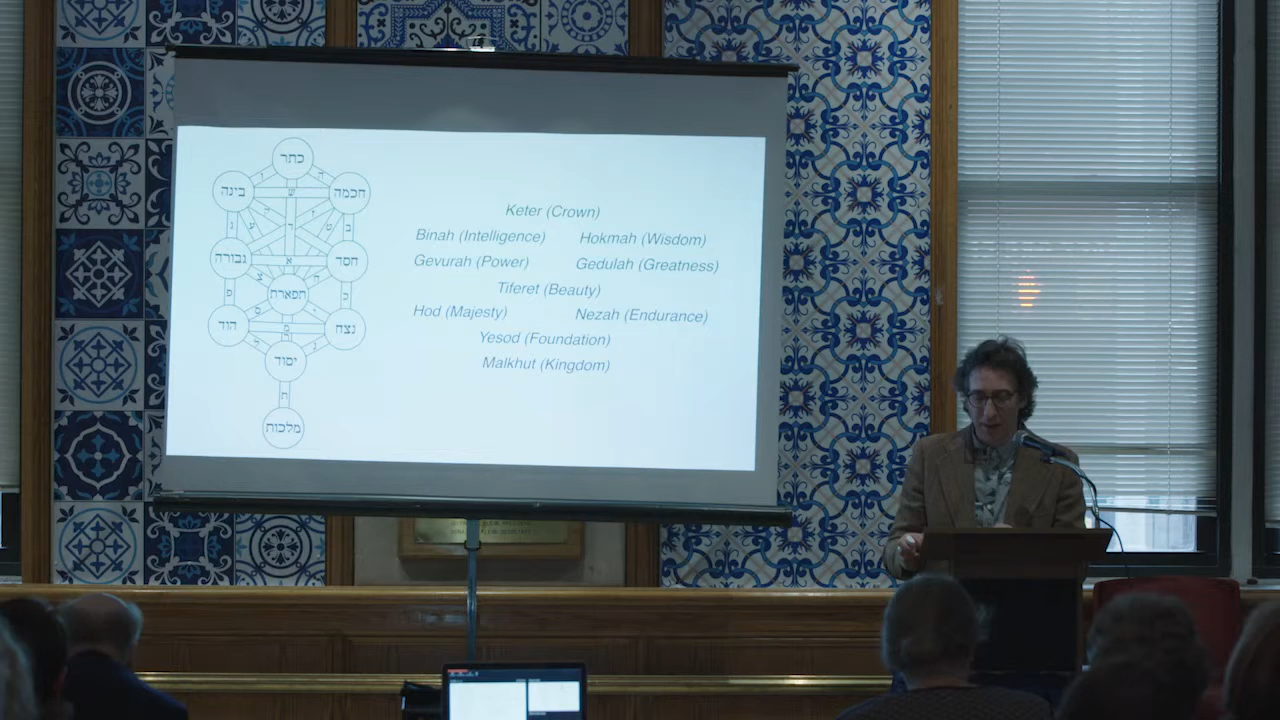 כתר
בינה
חכמה
גבורה
חסד
תפארת
הוד
נצח
יסוד
מלכות
Keter (Crown)
Binah (Intelligence) Hokmah (Wisdom)
Gevurah (Power) Gedulah (Greatness)
Tiferet (Beauty)
Hod (Majesty) Nezah (Endurance)
Yesod (Foundation)
Malkhut (Kingdom)